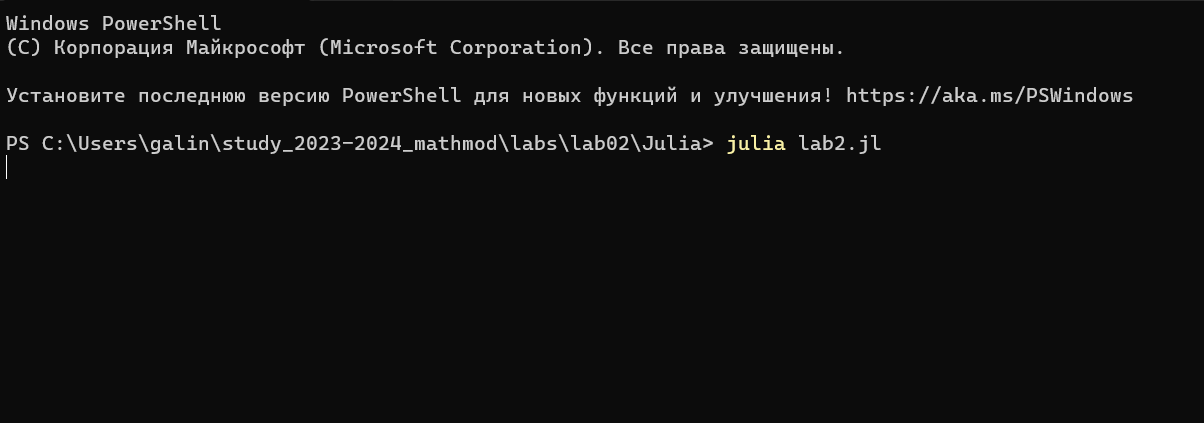 Windows PowerShell
(C) Корпорация Майкрософт (Microsoft Corporation). Все права защищены.
Установите последнюю версию PowerShell для новых функций и улучшения! https://aka.ms/PSWindows
PS C:\Users\galin\study_2023-2024_mathmod\labs\lab02\Julia> julia lab2.jl